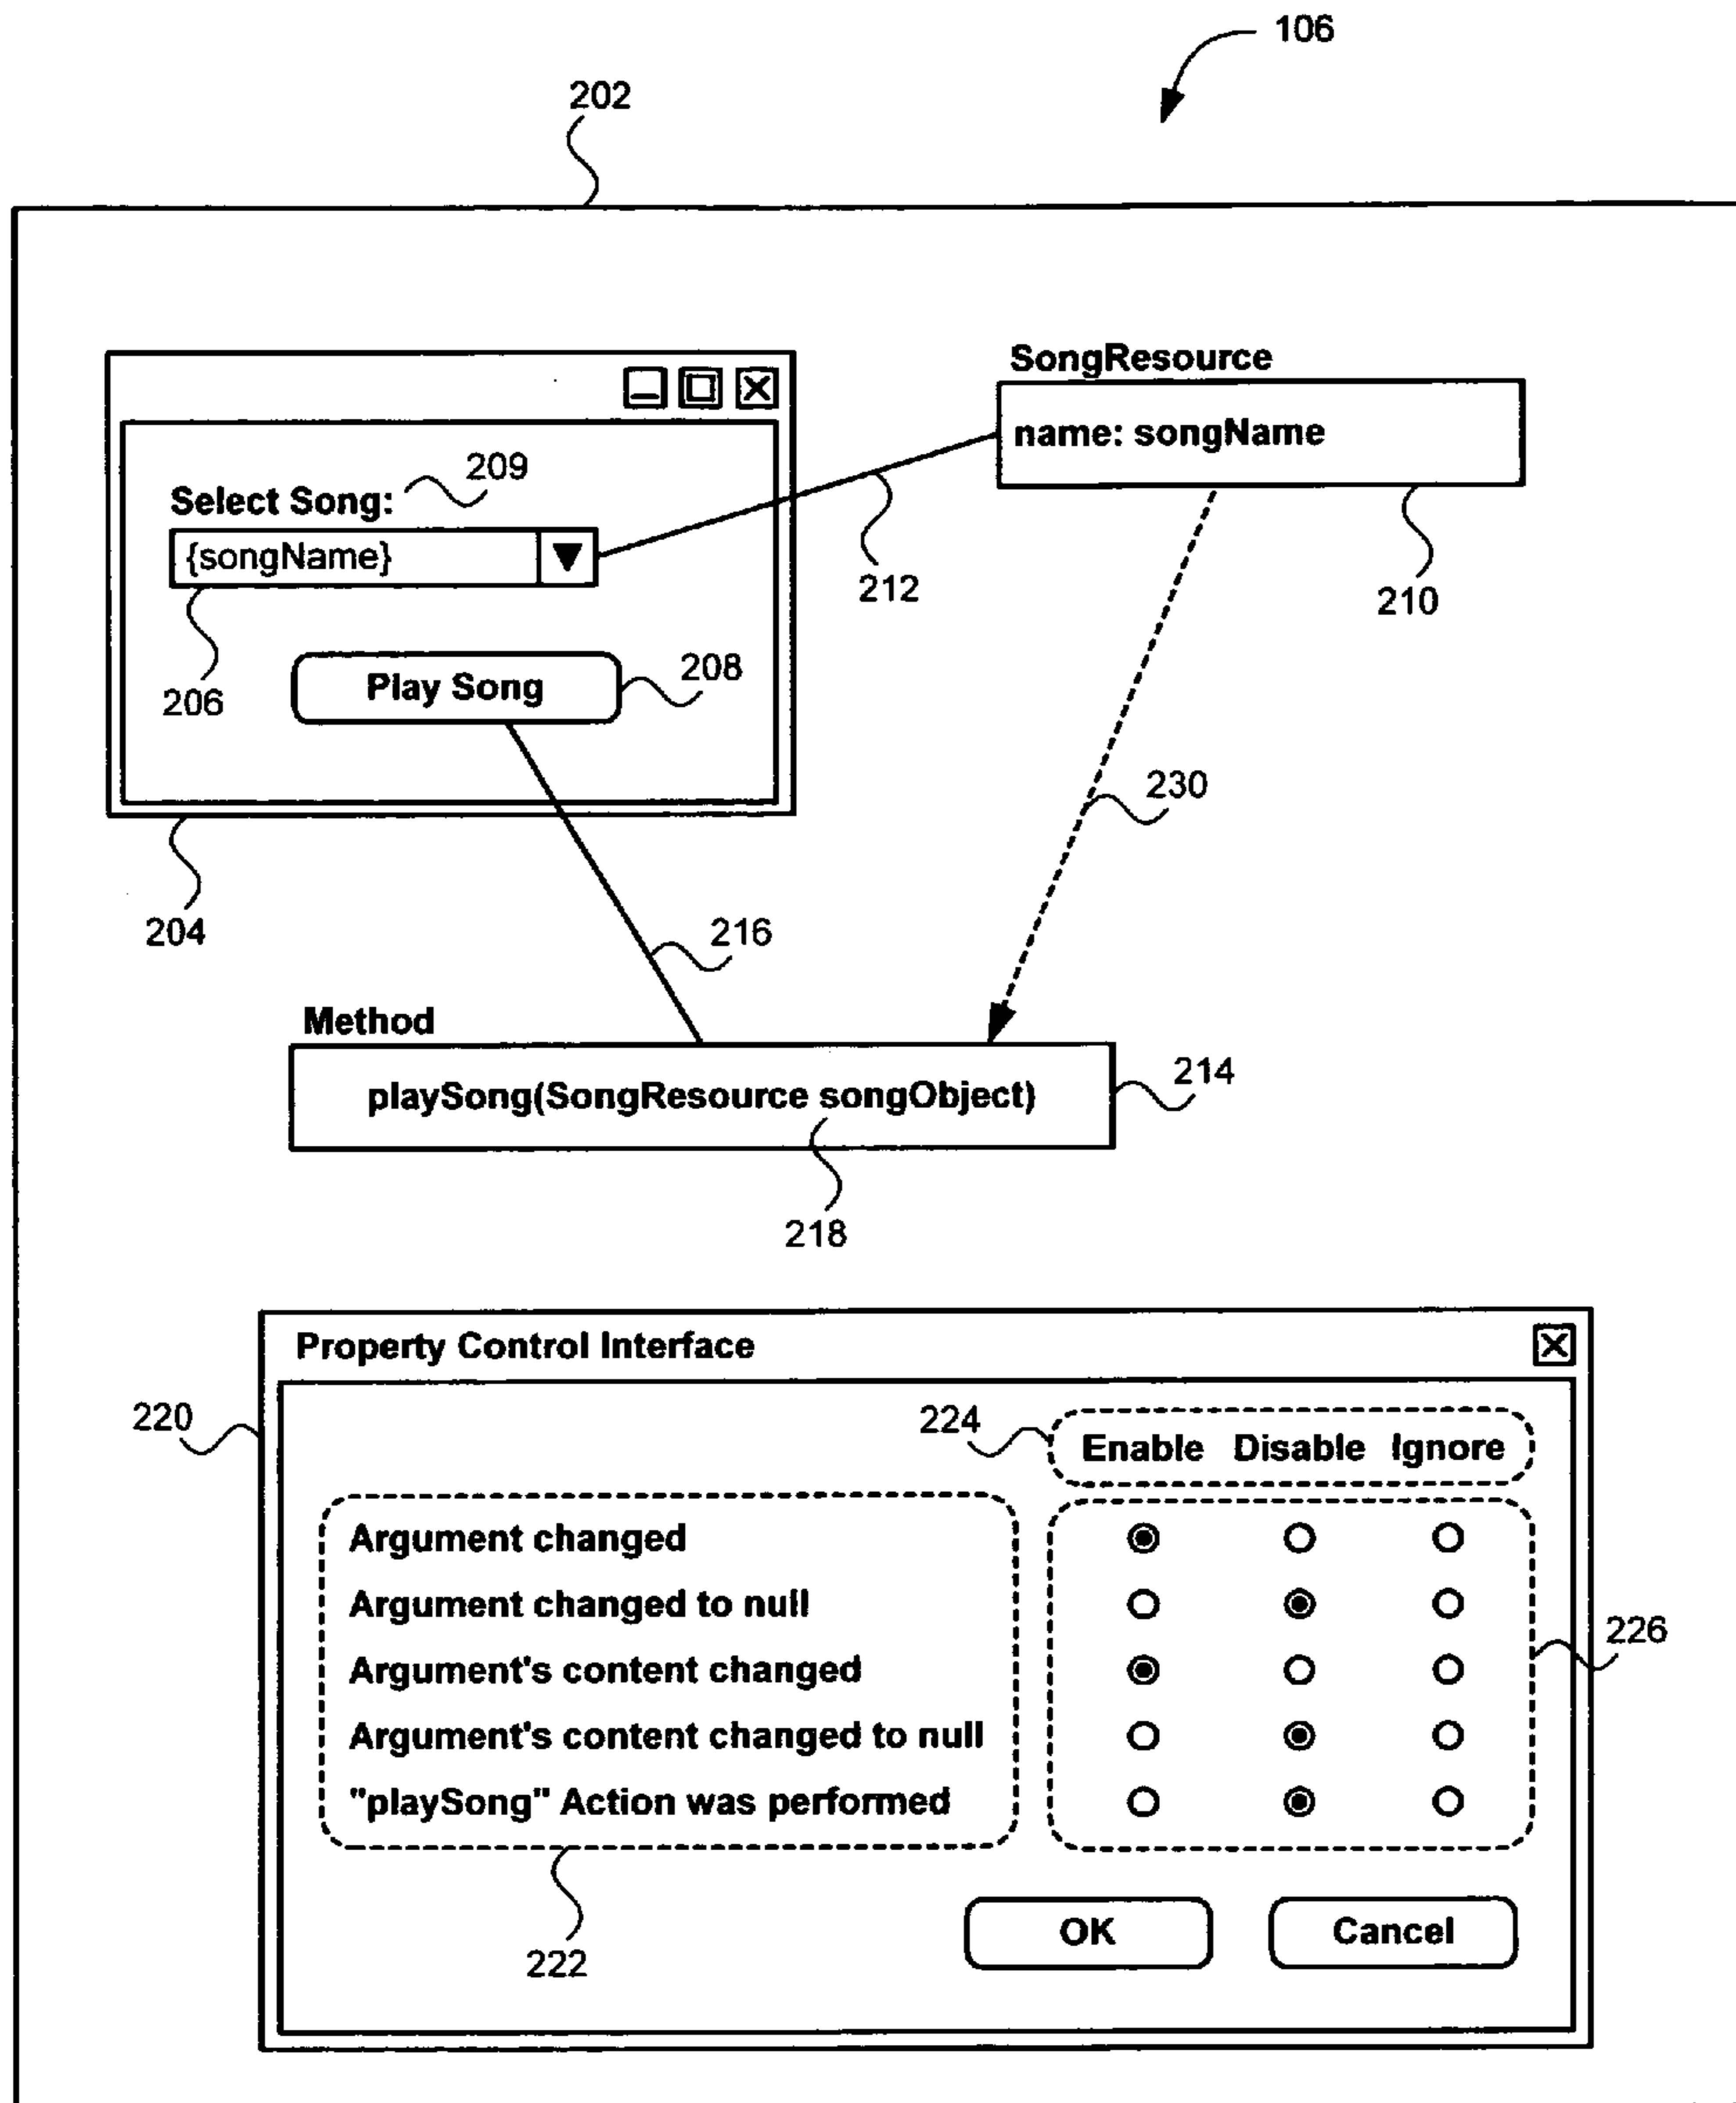 106
202
SongResource
name: songName
209
Select Song:
{songName}
212
210
206
Play Song
208
230
204
216
Method
playSong(SongResource songObject)
214
218
Property Control Interface
220
224
Enable Disable Ignore
Argument changed
Argument changed to null
226
Argument's content changed
Argument's content changed to null
"playSong" Action was performed
222
OK
Cancel